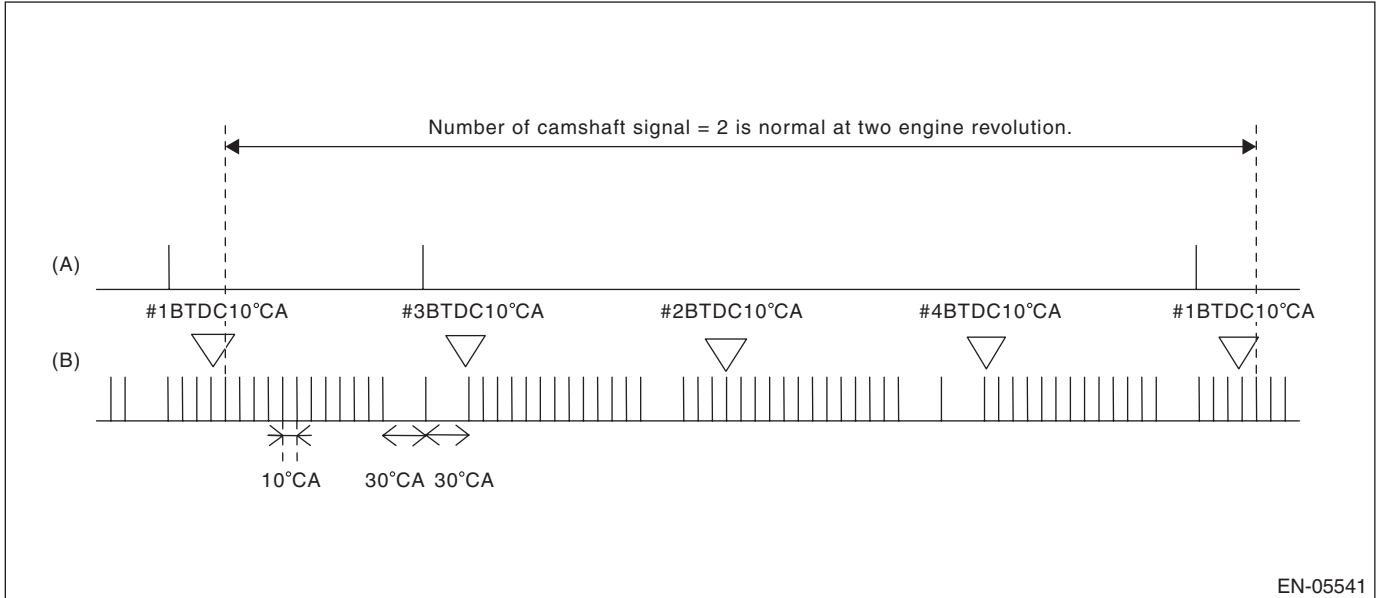 Number of camshaft signal = 2 is normal at two engine revolution.
(A)
#1BTDC10°CA #3BTDC10°CA #2BTDC10°CA #4BTDC10°CA #1BTDC10°CA
(B)
10°CA 30°CA 30°CA
EN-05541